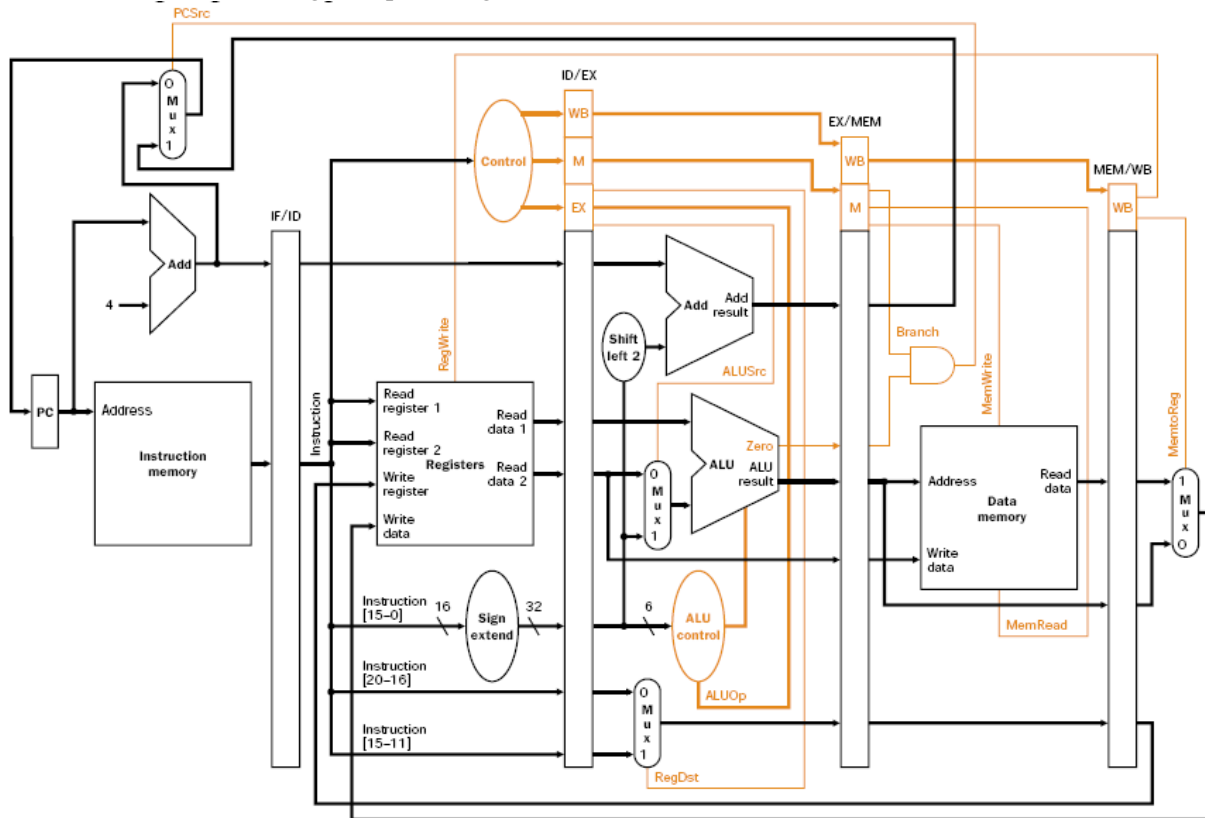 PCSrc
0
M
u
x
1
ID/EX
WB
M
EX
Control
EX/MEM
WB
M
MEM/WB
WB
IF/ID
Add
4
Add
Add
result
Shift
left 2
RegWrite
ALUSrc
Branch
MemWrite
MemtoReg
PC
Address
Instruction
memory
Instruction
Read
register 1
Read
register 2
Write
register
Write
data
Registers
Read
data 1
Read
data 2
0
M
u
x
1
Zero
ALU
ALU
result
Address
Read
data
Data
memory
Write
data
1
M
u
x
0
Instruction
[15–0]
16
Sign
extend
32
6
ALU
control
MemRead
Instruction
[20–16]
0
M
u
x
1
ALUOp
Instruction
[15–11]
RegDst